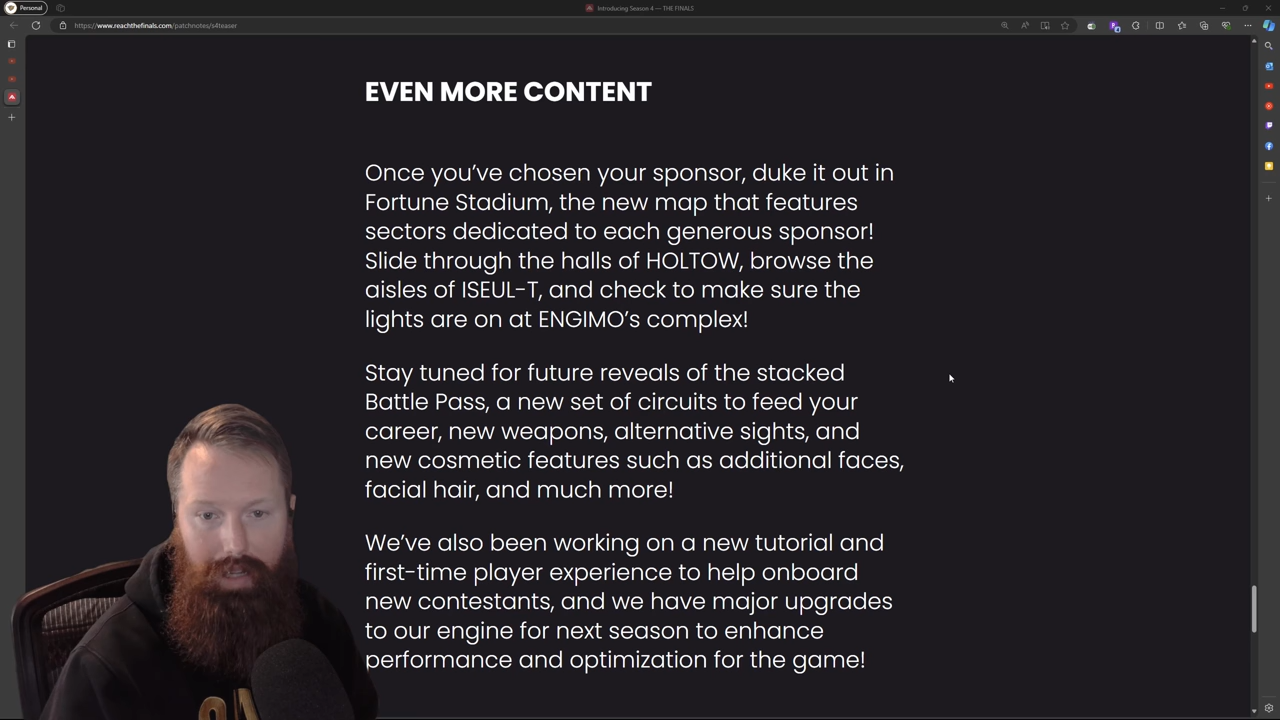 Personal
Introducing Season 4 — THE FINALS
https://www.reachthefinals.com/patchnotes/s4teaser
EVEN MORE CONTENT
Once you’ve chosen your sponsor, duke it out in
Fortune Stadium, the new map that features
sectors dedicated to each generous sponsor!
Slide through the halls of HOLTOW, browse the
aisles of ISEUL-T, and check to make sure the
lights are on at ENGIMO’s complex!
Stay tuned for future reveals of the stacked
Battle Pass, a new set of circuits to feed your
career, new weapons, alternative sights, and
new cosmetic features such as additional faces,
facial hair, and much more!
We’ve also been working on a new tutorial and
first-time player experience to help onboard
new contestants, and we have major upgrades
to our engine for next season to enhance
performance and optimization for the game!